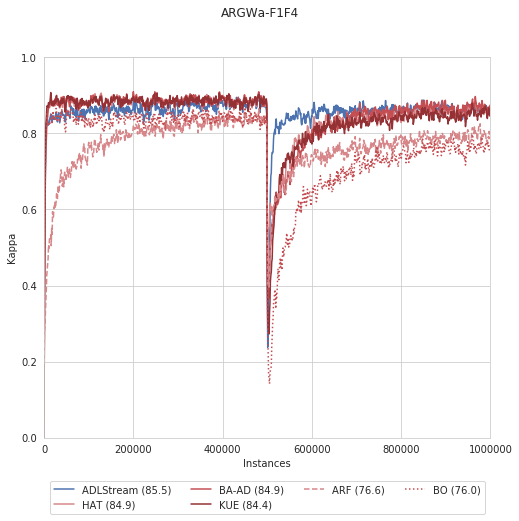 ARGWa-F1F4
1.0
0.8
0.6
0.4
0.2
0.0
Kappa
0 200000 400000 600000 800000 1000000
Instances
ADLStream (85.5) BA-AD (84.9) ARF (76.6) BO (76.0)
HAT (84.9) KUE (84.4)